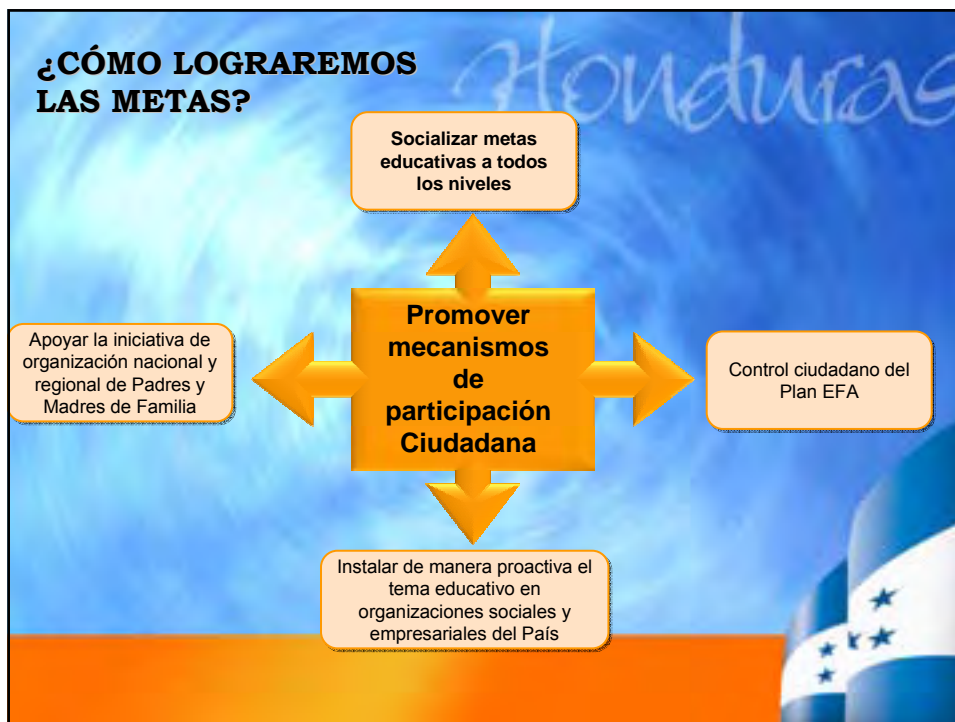 ¿CÓMO LOGRAREMOS
LAS METAS?
Honduras
Socializar metas
educativas a todos
los niveles
Apoyar la iniciativa de
organización nacional y
regional de Padres y
Madres de Familia
Promover
mecanismos
de
participación
Ciudadana
Control ciudadano del
Plan EFA
Instalar de manera proactiva el
tema educativo en
organizaciones sociales y
empresariales del País